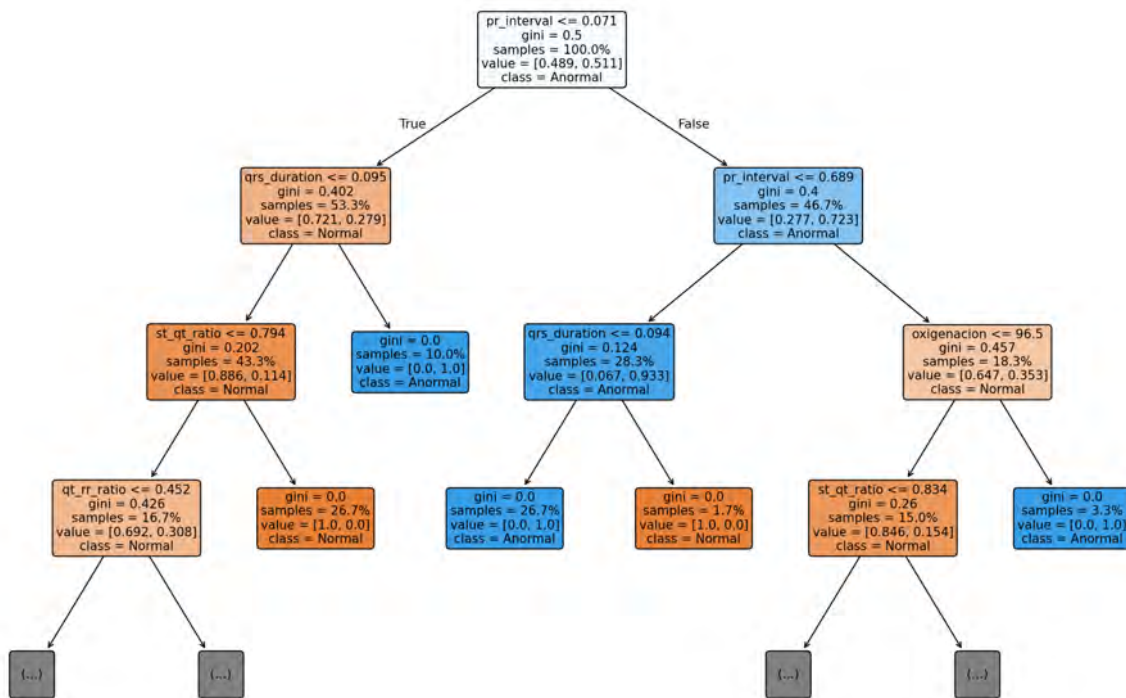 pr_interval <= 0.071
gini = 0.5
samples = 100.0%
value = [0.489, 0.511]
class = Anormal
True
False
qrs_duration <= 0.095
gini = 0.402
samples = 53.3%
value = [0.721, 0.279]
class = Normal
pr_interval <= 0.689
gini = 0.4
samples = 46.7%
value = [0.277, 0.723]
class = Anormal
st_qt_ratio <= 0.794
gini = 0.202
samples = 43.3%
value = [0.886, 0.114]
class = Normal
gini = 0.0
samples = 10.0%
value = [0.0, 1.0]
class = Anormal
qrs_duration <= 0.094
gini = 0.124
samples = 28.3%
value = [0.067, 0.933]
class = Anormal
oxigenacion <= 96.5
gini = 0.457
samples = 18.3%
value = [0.647, 0.353]
class = Normal
qt_rr_ratio <= 0.452
gini = 0.426
samples = 16.7%
value = [0.692, 0.308]
class = Normal
gini = 0.0
samples = 26.7%
value = [1.0, 0.0]
class = Normal
gini = 0.0
samples = 26.7%
value = [0.0, 1.0]
class = Anormal
gini = 0.0
samples = 1.7%
value = [1.0, 0.0]
class = Normal
st_qt_ratio <= 0.834
gini = 0.26
samples = 15.0%
value = [0.846, 0.154]
class = Normal
gini = 0.0
samples = 3.3%
value = [0.0, 1.0]
class = Anormal
(...)
(...)
(...)
(...)